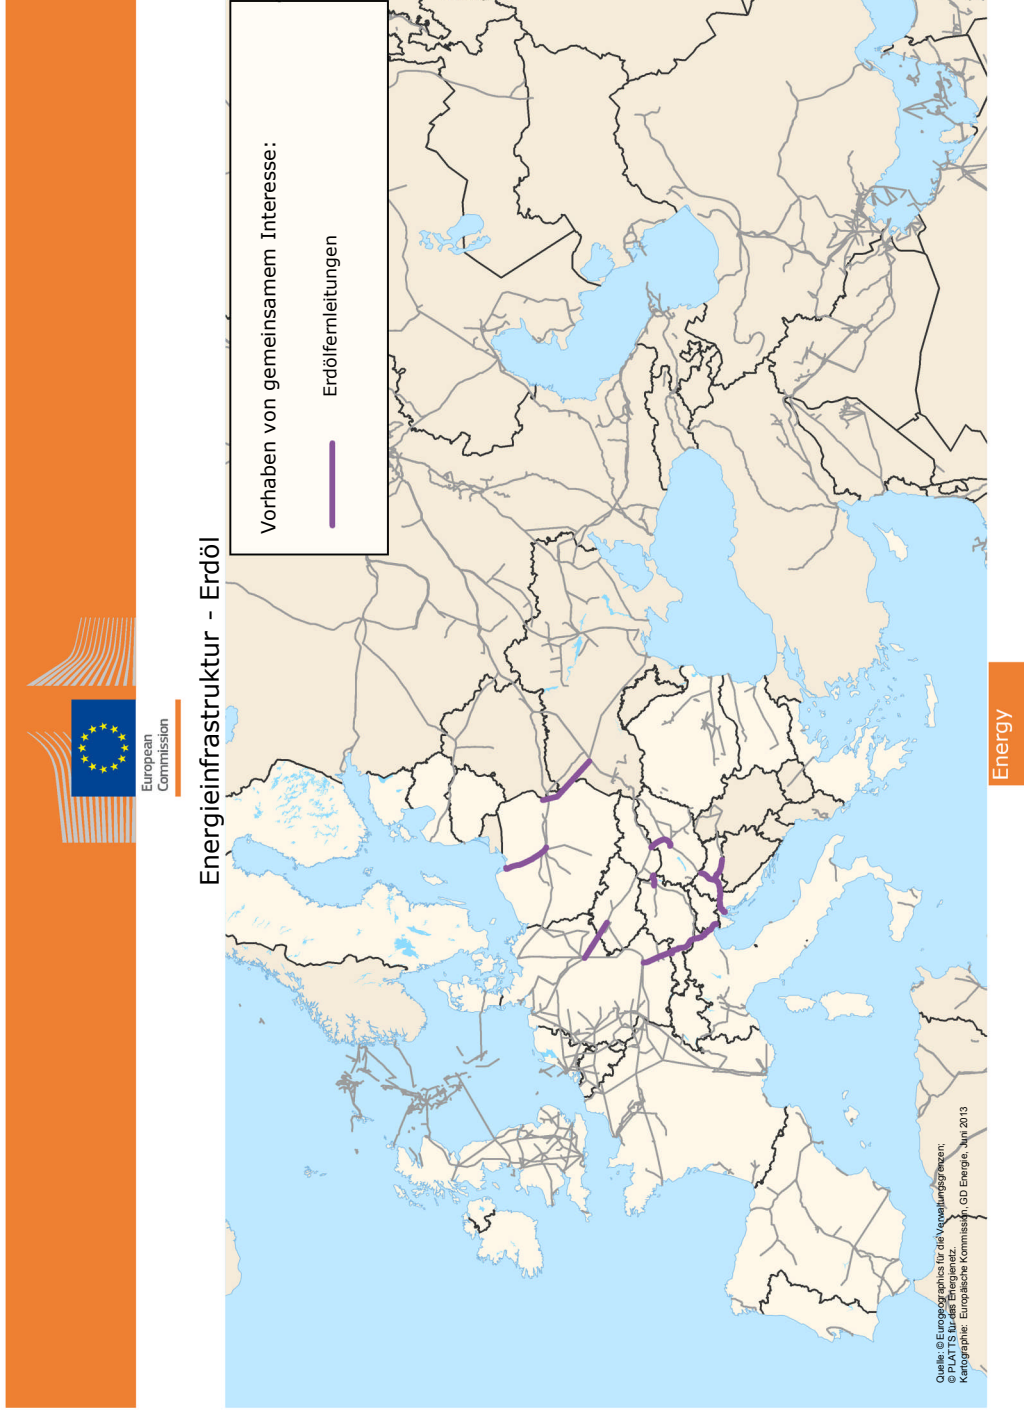 European
Commission
Energieinfrastruktur - Erdöl
Vorhaben von gemeinsamem Interesse:
Erdölfernleitungen
Quelle: © Eurogeographics für die Verwaltungsgrenzen;
© PLATTS für das Energienetz.
Kartographie: Europäische Kommission, GD Energie, Juni 2013
Energy